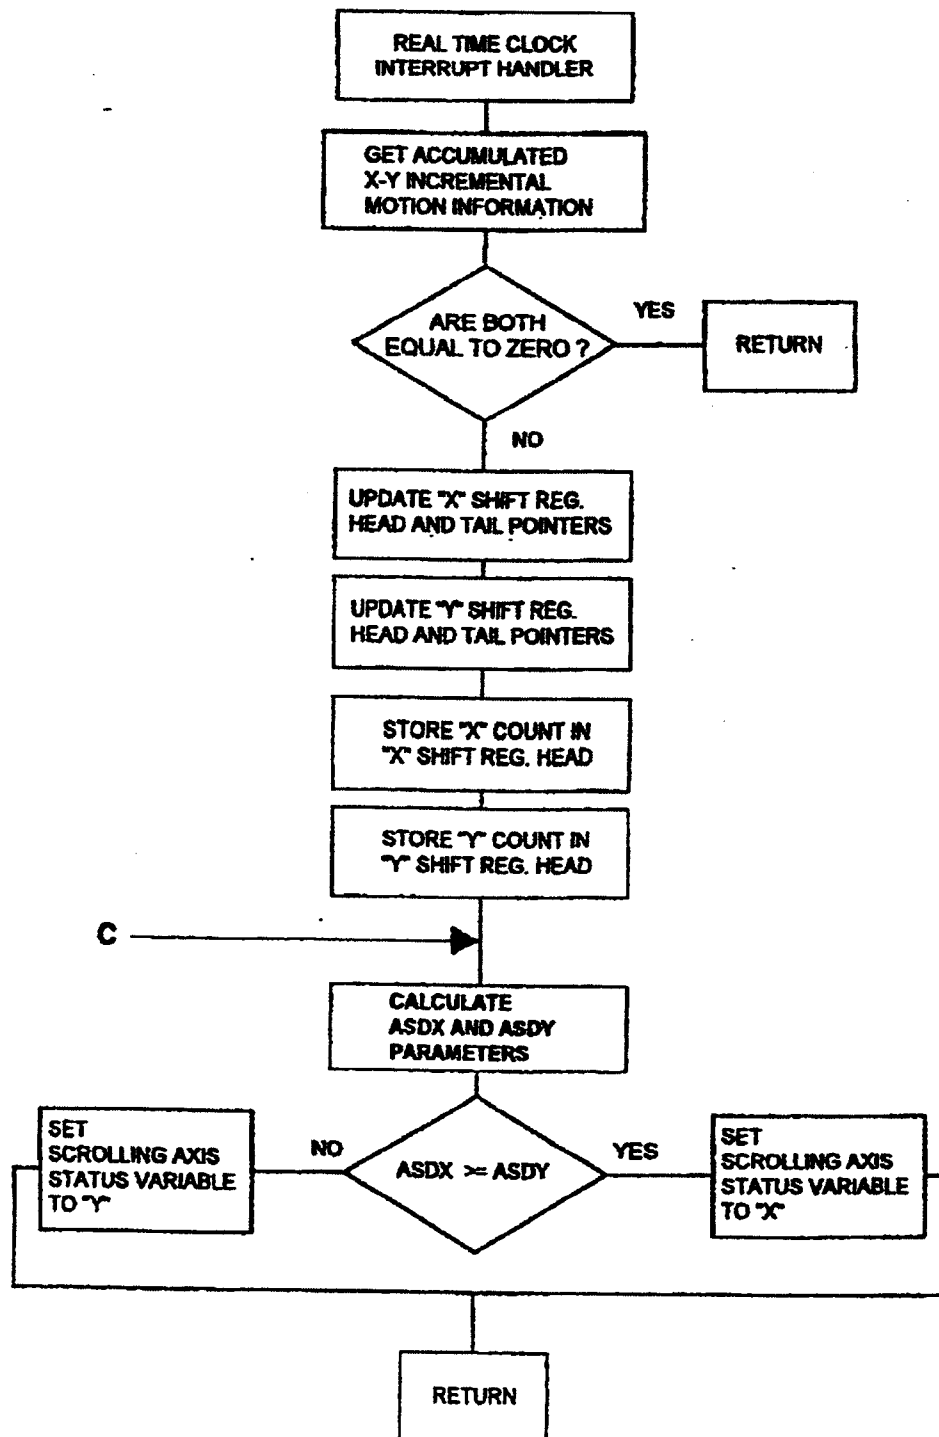 REAL TIME CLOCK
INTERRUPT HANDLER
GET ACCUMULATED
X-Y INCREMENTAL
MOTION INFORMATION
ARE BOTH
EQUAL TO ZERO ?
YES
RETURN
NO
UPDATE "X" SHIFT REG.
HEAD AND TAIL POINTERS
UPDATE "Y" SHIFT REG.
HEAD AND TAIL POINTERS
STORE "X" COUNT IN
"X" SHIFT REG. HEAD
STORE "Y" COUNT IN
"Y" SHIFT REG. HEAD
C
CALCULATE
ASDX AND ASDY
PARAMETERS
SET
SCROLLING AXIS
STATUS VARIABLE
TO "Y"
NO
ASDX >= ASDY
YES
SET
SCROLLING AXIS
STATUS VARIABLE
TO "X"
RETURN